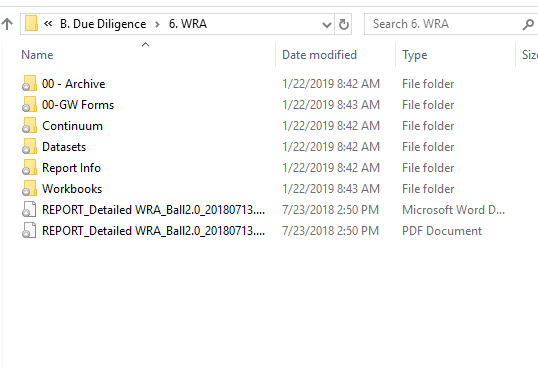 « B. Due Diligence > 6. WRA Search 6. WRA
Name Date modified Type Siz
00 - Archive 1/22/2019 8:42 AM File folder
00-GW Forms 1/22/2019 8:43 AM File folder
Continuum 1/22/2019 8:42 AM File folder
Datasets 1/22/2019 8:42 AM File folder
Report Info 1/22/2019 8:42 AM File folder
Workbooks 1/22/2019 8:43 AM File folder
REPORT_Detailed WRA_Ball2.0_20180713.... 7/23/2018 2:50 PM Microsoft Word D...
REPORT_Detailed WRA_Ball2.0_20180713.... 7/23/2018 2:50 PM PDF Document